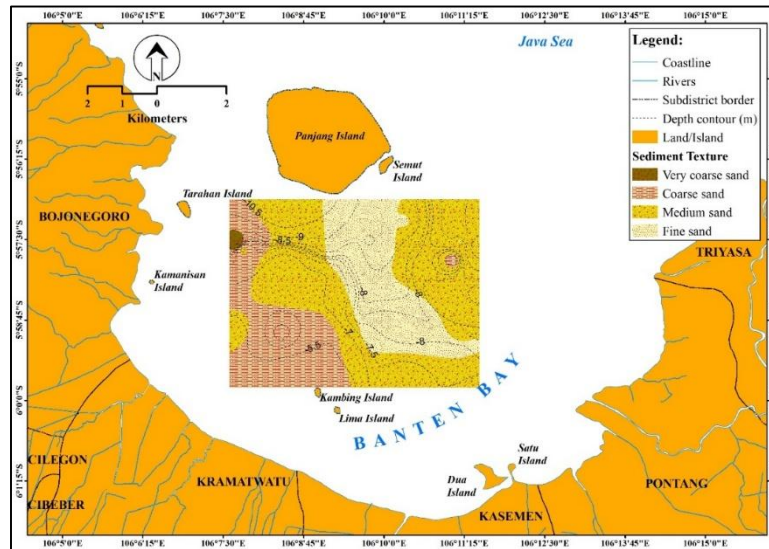 106°5'0"E 106°6'15"E 106°7'30"E 106°8'45"E 106°10'0"E 106°11'15"E 106°12'30"E 106°13'45"E 106°15'0"E
Java Sea
N
2 1 0 2
Kilometers
Legend:
Coastline
Rivers
Subdistrict border
Depth contour (m)
Land/Island
Sediment Texture
Very coarse sand
Coarse sand
Medium sand
Fine sand
5°55'0"S
5°56'15"S
5°57'30"S
5°58'45"S
6°0'0"S
6°1'15"S
Panjang Island
Semut
Island
Tarahan Island
BOJONEGORO
Kamanisan
Island
TRIYASA
-10.5
-9
-8.5
-8
-8
-7
-7.5
-8
-5.5
Kambing Island
Lima Island
BANTEN BAY
Satu
Island
Dua
Island
CILEGON
CIBEBER
KRAMATWATU
KASEMEN
PONTANG
106°5'0"E 106°6'15"E 106°7'30"E 106°8'45"E 106°10'0"E 106°11'15"E 106°12'30"E 106°13'45"E 106°15'0"E